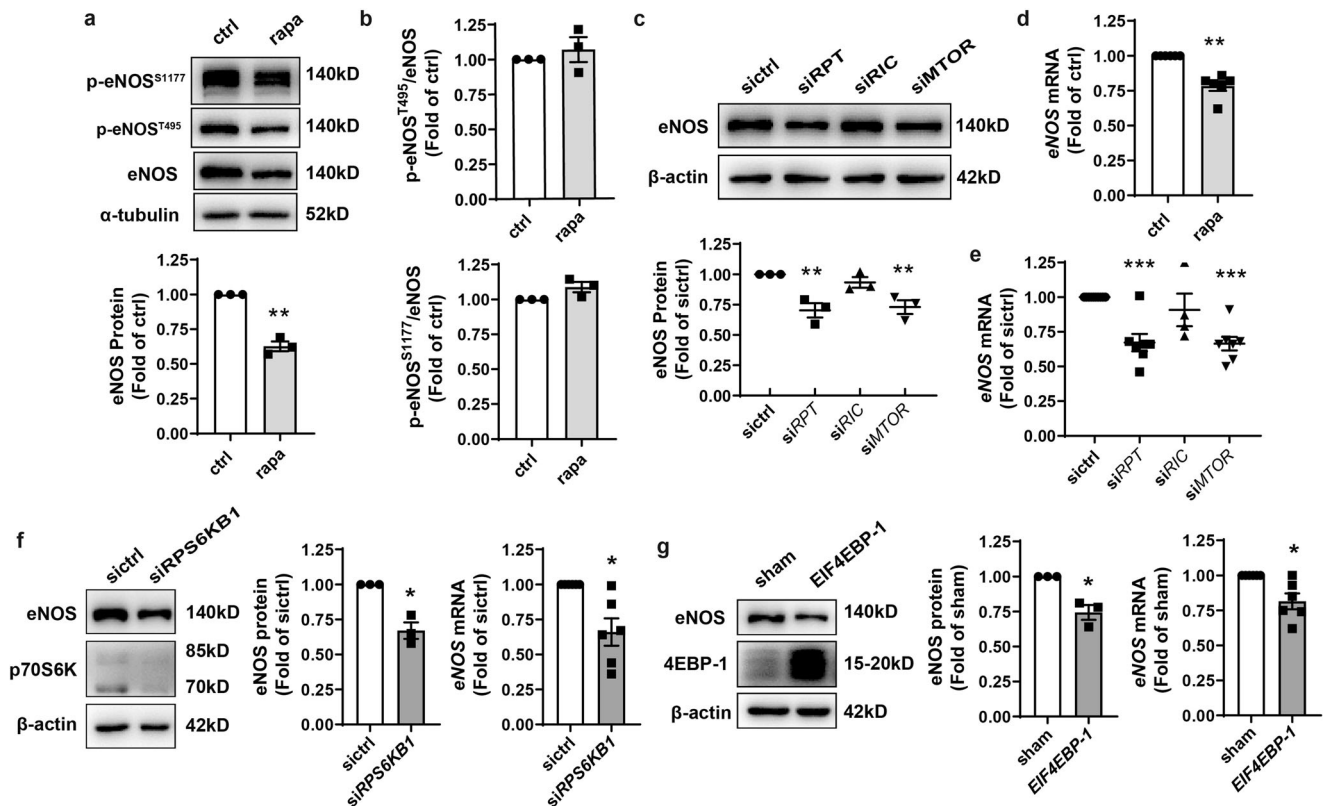 a
ctrl rapa
p-eNOS^S1177 140kD
p-eNOS^T495 140kD
eNOS 140kD
α-tubulin 52kD
eNOS Protein
(Fold of ctrl)
1.25
1.00
0.75
0.50
0.25
0.00
**
ctrl rapa
b
p-eNOS^T495/eNOS
(Fold of ctrl)
1.25
1.00
0.75
0.50
0.25
0.00
ctrl rapa
p-eNOS^S1177/eNOS
(Fold of ctrl)
1.25
1.00
0.75
0.50
0.25
0.00
ctrl rapa
c
sictrl siRPT siRIC siMTOR
eNOS 140kD
β-actin 42kD
eNOS Protein
(Fold of sictrl)
1.25
1.00
0.75
0.50
0.25
0.00
** **
sictrl siRPT siRIC siMTOR
d
eNOS mRNA
(Fold of ctrl)
1.25
1.00
0.75
0.50
0.25
0.00
**
ctrl rapa
e
eNOS mRNA
(Fold of sictrl)
1.25
1.00
0.75
0.50
0.25
0.00
*** ***
sictrl siRPT siRIC siMTOR
f
sictrl siRPS6KB1
eNOS 140kD
p70S6K 85kD
70kD
β-actin 42kD
eNOS protein
(Fold of sictrl)
1.25
1.00
0.75
0.50
0.25
0.00
*
sictrl siRPS6KB1
eNOS mRNA
(Fold of sictrl)
1.25
1.00
0.75
0.50
0.25
0.00
*
sictrl siRPS6KB1
g
sham EIF4EBP-1
eNOS 140kD
4EBP-1 15-20kD
β-actin 42kD
eNOS protein
(Fold of sham)
1.25
1.00
0.75
0.50
0.25
0.00
*
sham EIF4EBP-1
eNOS mRNA
(Fold of sham)
1.25
1.00
0.75
0.50
0.25
0.00
*
sham EIF4EBP-1